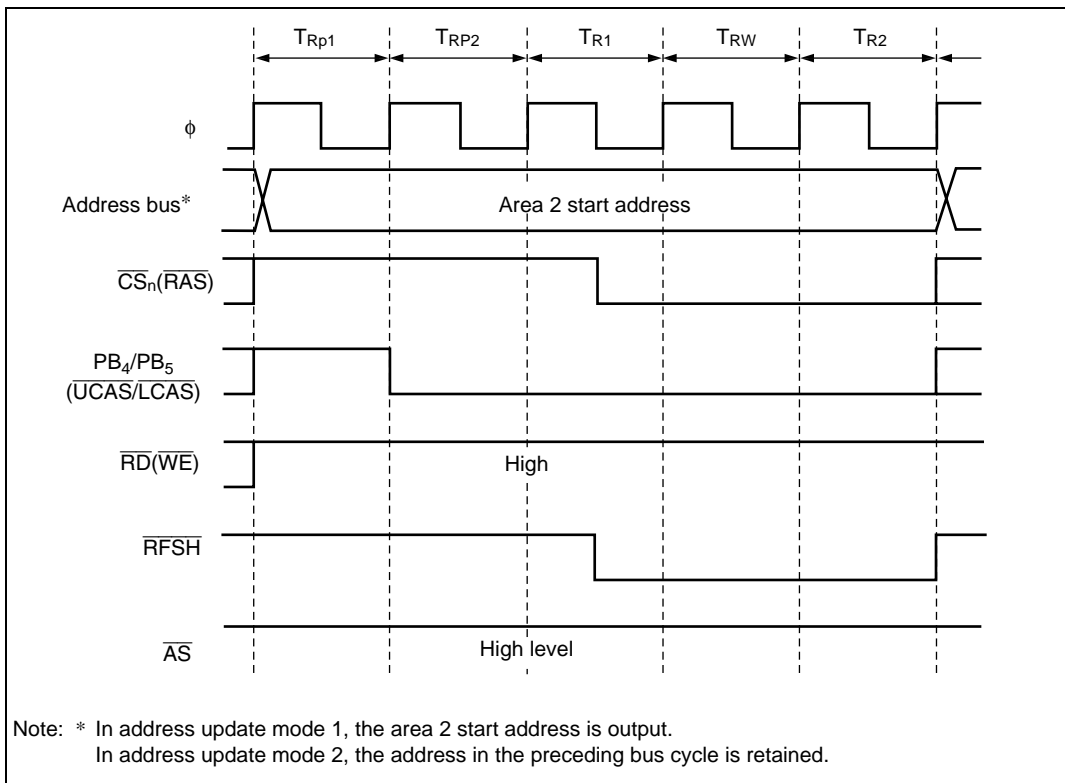 TRp1 TRP2 TR1 TRW TR2
φ
Address bus* Area 2 start address
CSn(RAS)
PB4/PB5
(UCAS/LCAS)
RD(WE) High
RFSH
AS High level
Note: * In address update mode 1, the area 2 start address is output.
In address update mode 2, the address in the preceding bus cycle is retained.